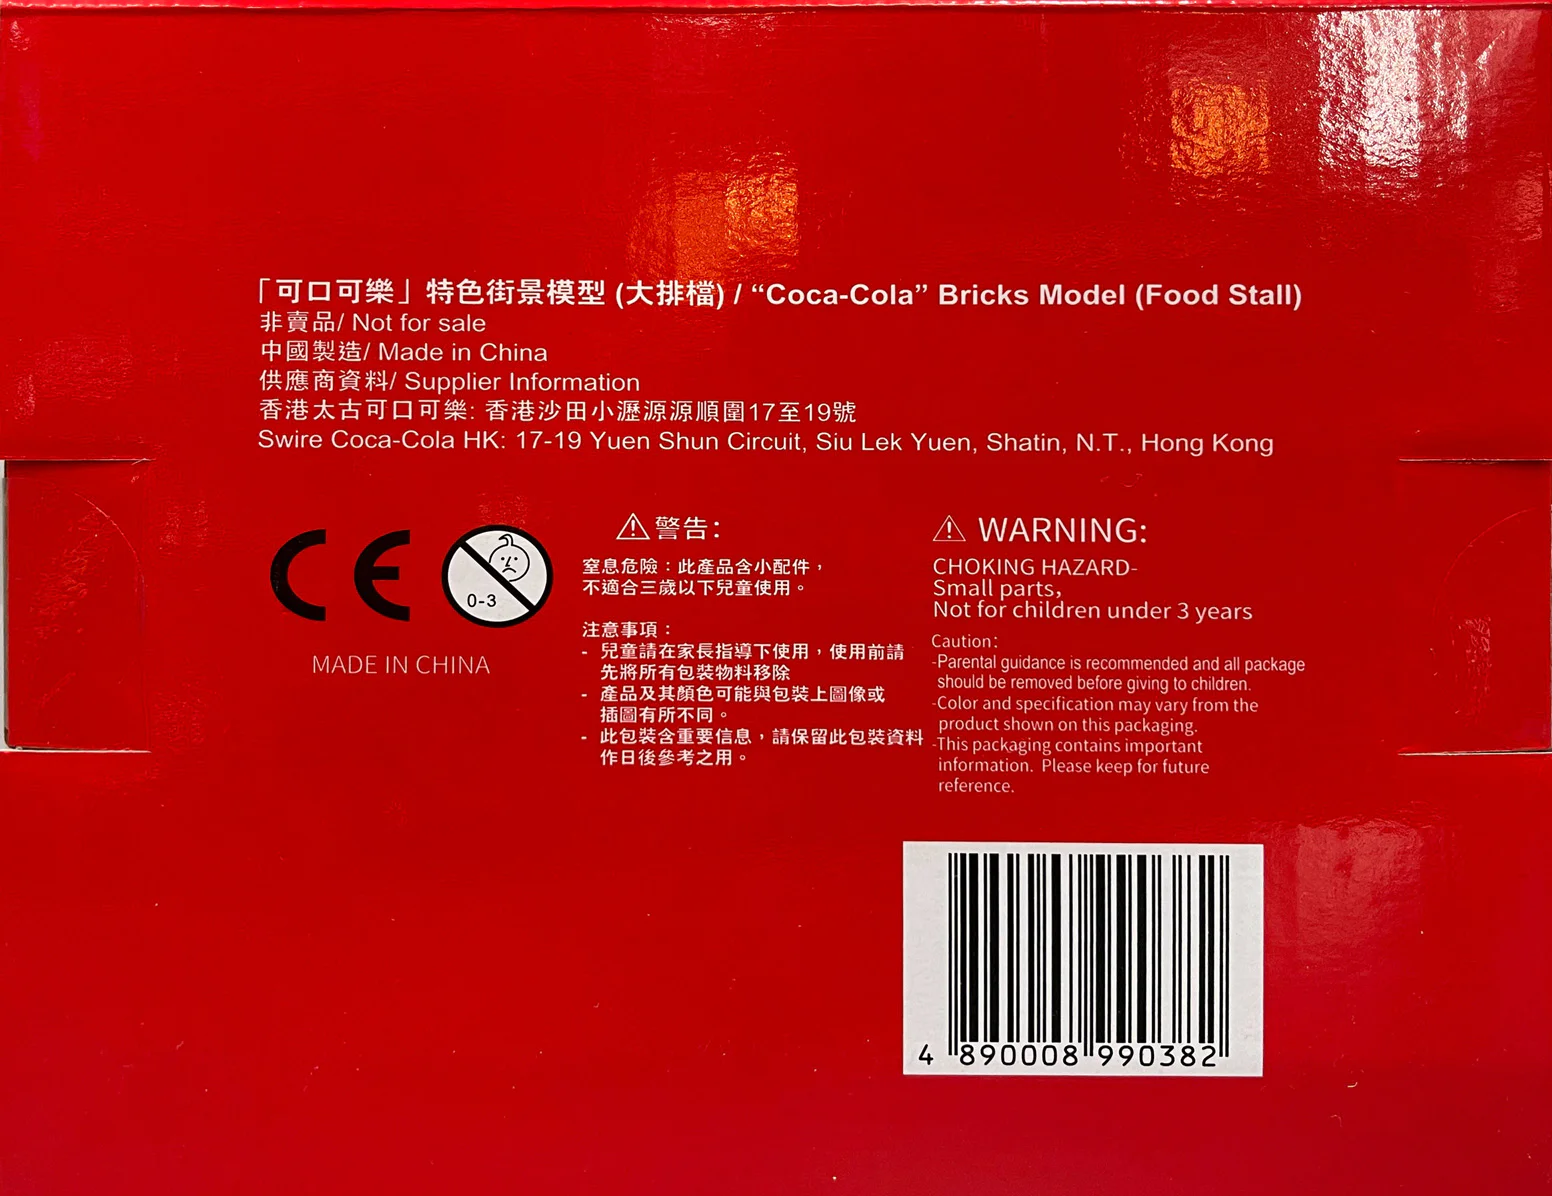 「可口可樂」特色街景模型 (大排檔) / “Coca-Cola” Bricks Model (Food Stall)
非賣品/ Not for sale
中國製造/ Made in China
供應商資料/ Supplier Information
香港太古可口可樂: 香港沙田小瀝源源順圍17至19號
Swire Coca-Cola HK: 17-19 Yuen Shun Circuit, Siu Lek Yuen, Shatin, N.T., Hong Kong
CE
0-3
MADE IN CHINA
警告：
窒息危險：此產品含小配件，
不適合三歲以下兒童使用。
注意事項：
- 兒童請在家長指導下使用，使用前請
先將所有包裝物料移除
- 產品及其顏色可能與包裝上圖像或
插圖有所不同。
- 此包裝含重要信息，請保留此包裝資料
作日後參考之用。
WARNING:
CHOKING HAZARD-
Small parts，
Not for children under 3 years
Caution：
-Parental guidance is recommended and all package
should be removed before giving to children.
-Color and specification may vary from the
product shown on this packaging.
-This packaging contains important
information. Please keep for future
reference.
4 890008 990382